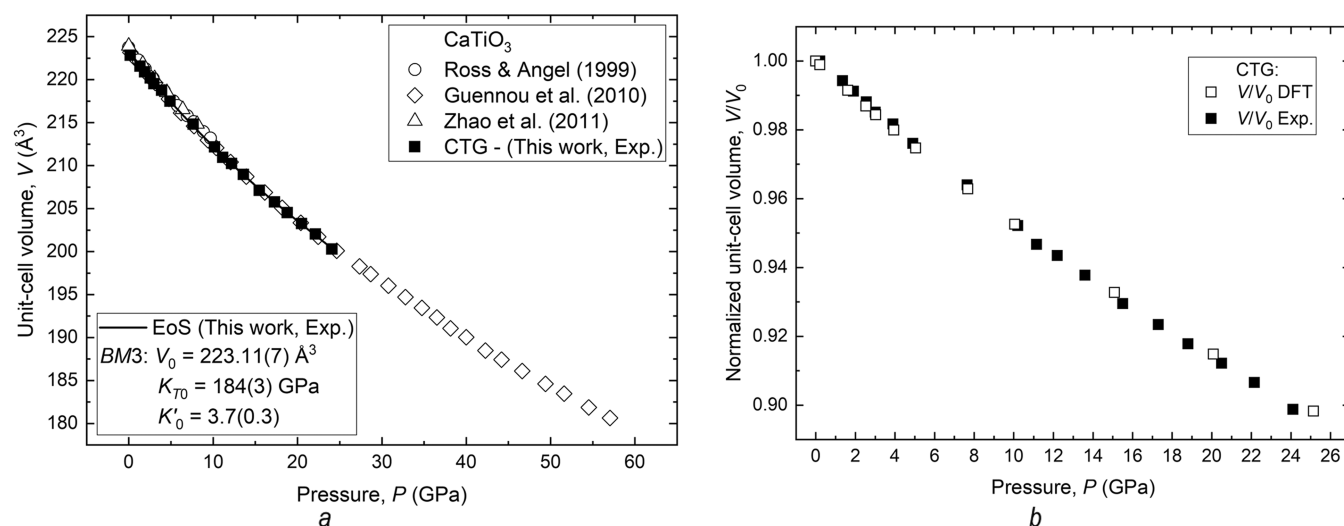 225
220
215
210
205
200
195
190
185
180
Unit-cell volume, V (Å³)
CaTiO₃
Ross & Angel (1999)
Guennou et al. (2010)
Zhao et al. (2011)
CTG - (This work, Exp.)
EoS (This work, Exp.)
BM3: V₀ = 223.11(7) Å³
K_T0 = 184(3) GPa
K′₀ = 3.7(0.3)
0 10 20 30 40 50 60
Pressure, P (GPa)
a
1.00
0.98
0.96
0.94
0.92
0.90
Normalized unit-cell volume, V/V₀
CTG:
V/V₀ DFT
V/V₀ Exp.
0 2 4 6 8 10 12 14 16 18 20 22 24 26
Pressure, P (GPa)
b